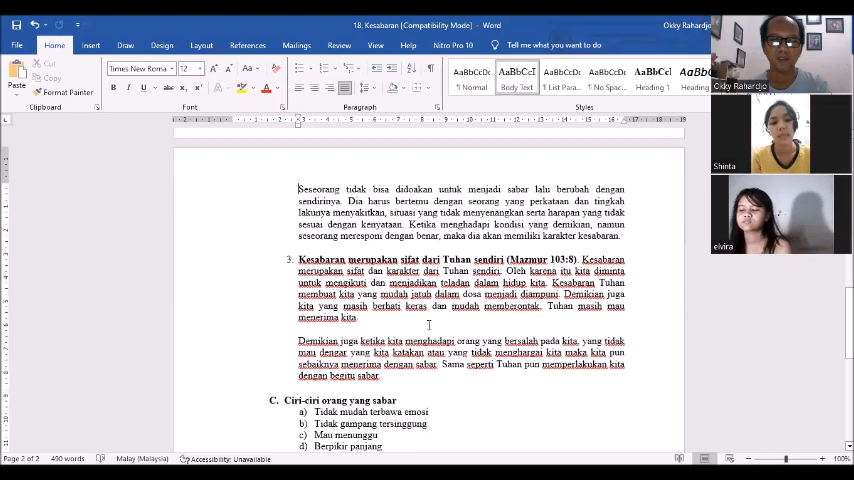 18. Kesabaran [Compatibility Mode] - Word
Okky Rahardjo
File Home Insert Draw Design Layout References Mailings Review View Help Nitro Pro 10 Tell me what you want to do
Paste
Cut
Copy
Format Painter
Times New Roma 12
AaBbCcDc AaBbCcI AaBbCcDc AaBbCcDc AaBbCcI AaBbC
¶ Normal Body Text ¶ List Para... ¶ No Spac... Heading 1
Clipboard Font Paragraph Styles
Okky Rahardjo
Shinta
elvira
Seseorang tidak bisa didoakan untuk menjadi sabar lalu berubah dengan
sendirinya. Dia harus bertemu dengan seorang yang perkataan dan tingkah
lakunya menyakitkan, situasi yang tidak menyenangkan serta harapan yang tidak
sesuai dengan kenyataan. Ketika menghadapi kondisi yang demikian, namun
seseorang meresponi dengan benar, maka dia akan memiliki karakter kesabaran.
3. Kesabaran merupakan sifat dari Tuhan sendiri (Mazmur 103:8). Kesabaran
merupakan sifat dan karakter dari Tuhan sendiri. Oleh karena itu kita diminta
untuk mengikuti dan menjadikan teladan dalam hidup kita. Kesabaran Tuhan
membuat kita yang mudah jatuh dalam dosa menjadi diampuni. Demikian juga
kita yang masih berhati keras dan mudah memberontak, Tuhan masih mau
menerima kita.
Demikian juga ketika kita menghadapi orang yang bersalah pada kita, yang tidak
mau dengar yang kita katakan atau yang tidak menghargai kita maka kita pun
sebaiknya menerima dengan sabar. Sama seperti Tuhan pun memperlakukan kita
dengan begitu sabar.
C. Ciri-ciri orang yang sabar
a) Tidak mudah terbawa emosi
b) Tidak gampang tersinggung
c) Mau menunggu
d) Berpikir panjang
Page 2 of 2 490 words Malay (Malaysia) Accessibility: Unavailable 100%